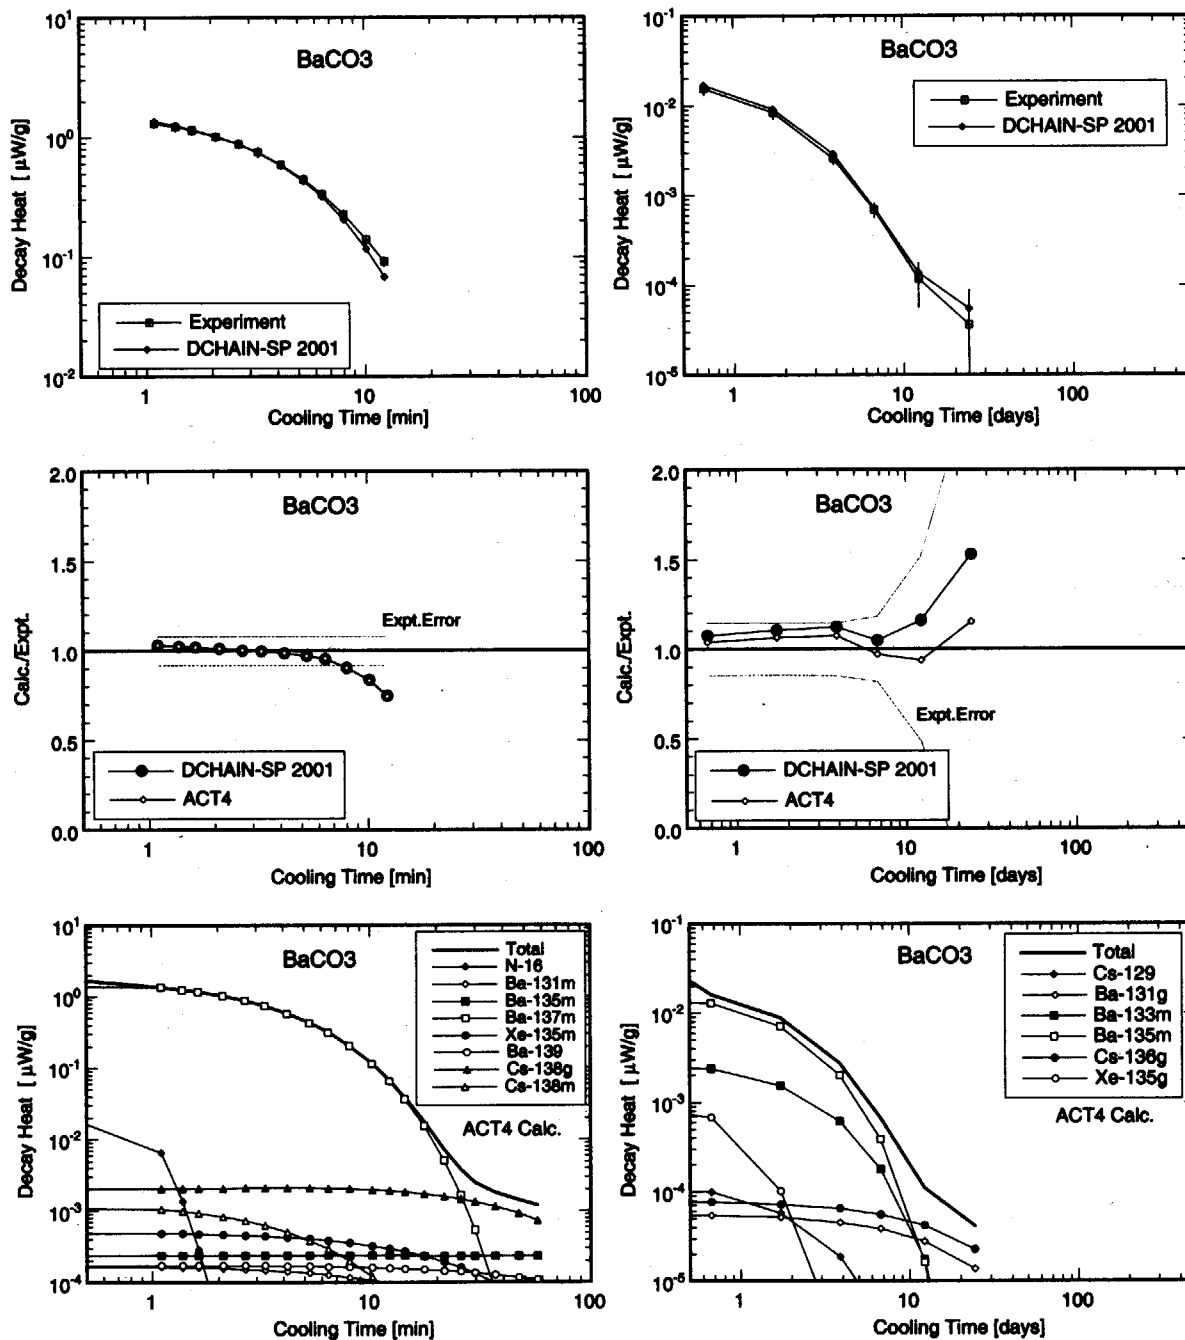 10^1
BaCO3
10^0
10^-1
10^-2
Decay Heat [ μW/g]
Experiment
DCHAIN-SP 2001
1
10
100
Cooling Time [min]
10^-1
BaCO3
Experiment
DCHAIN-SP 2001
10^-2
10^-3
10^-4
10^-5
Decay Heat [ μW/g]
1
10
100
Cooling Time [days]
2.0
BaCO3
1.5
Expt.Error
1.0
0.5
0.0
Calc./Expt.
DCHAIN-SP 2001
ACT4
1
10
100
Cooling Time [min]
2.0
BaCO3
1.5
1.0
Expt.Error
0.5
0.0
Calc./Expt.
DCHAIN-SP 2001
ACT4
1
10
100
Cooling Time [days]
10^1
BaCO3
Total
N-16
Ba-131m
Ba-135m
Ba-137m
Xe-135m
Ba-139
Cs-138g
Cs-138m
ACT4 Calc.
10^0
10^-1
10^-2
10^-3
10^-4
Decay Heat [ μW/g]
1
10
100
Cooling Time [min]
10^-1
BaCO3
Total
Cs-129
Ba-131g
Ba-133m
Ba-135m
Cs-136g
Xe-135g
ACT4 Calc.
10^-2
10^-3
10^-4
10^-5
Decay Heat [ μW/g]
1
10
100
Cooling Time [days]